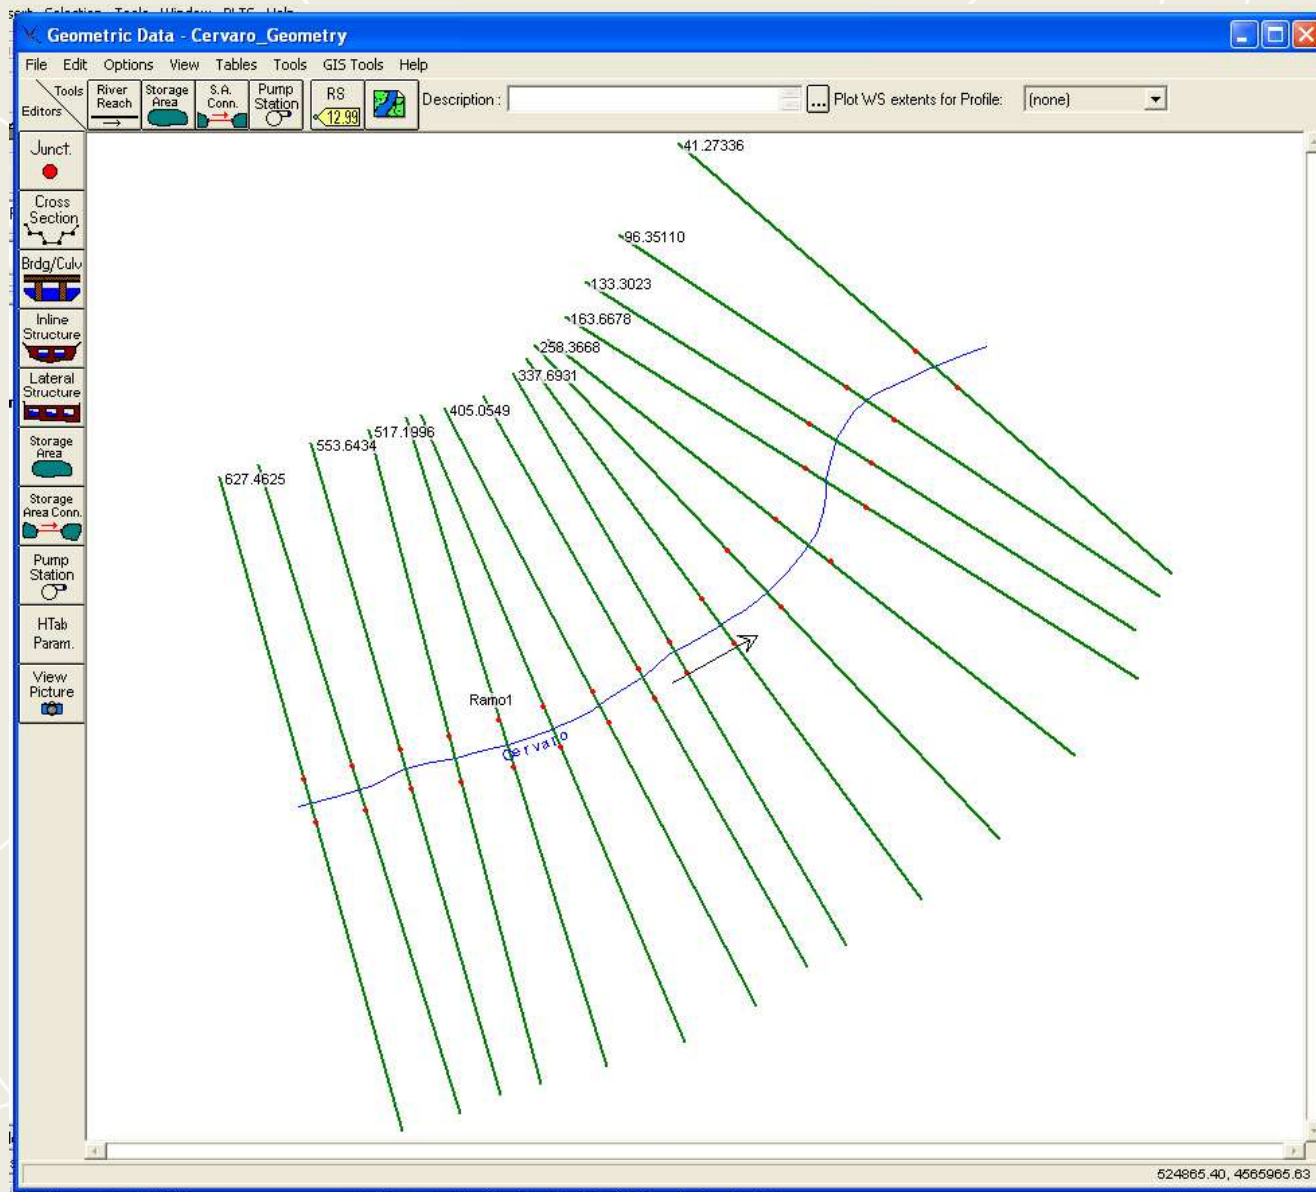 Geometric Data - Cervaro_Geometry
File Edit Options View Tables Tools GIS Tools Help
Tools
Editors
River Reach
Storage Area
S.A. Conn.
Pump Station
RS
12.99
Description :
...
Plot WS extents for Profile:
(none)
Junct.
Cross Section
Brdg/Culv
Inline Structure
Lateral Structure
Storage Area
Storage Area Conn.
Pump Station
HTab Param.
View Picture
41.27336
96.35110
133.3023
163.6678
258.3668
337.6931
405.0549
517.1996
553.6434
627.4625
Ramo1
Cervaro
524865.40, 4565965.63